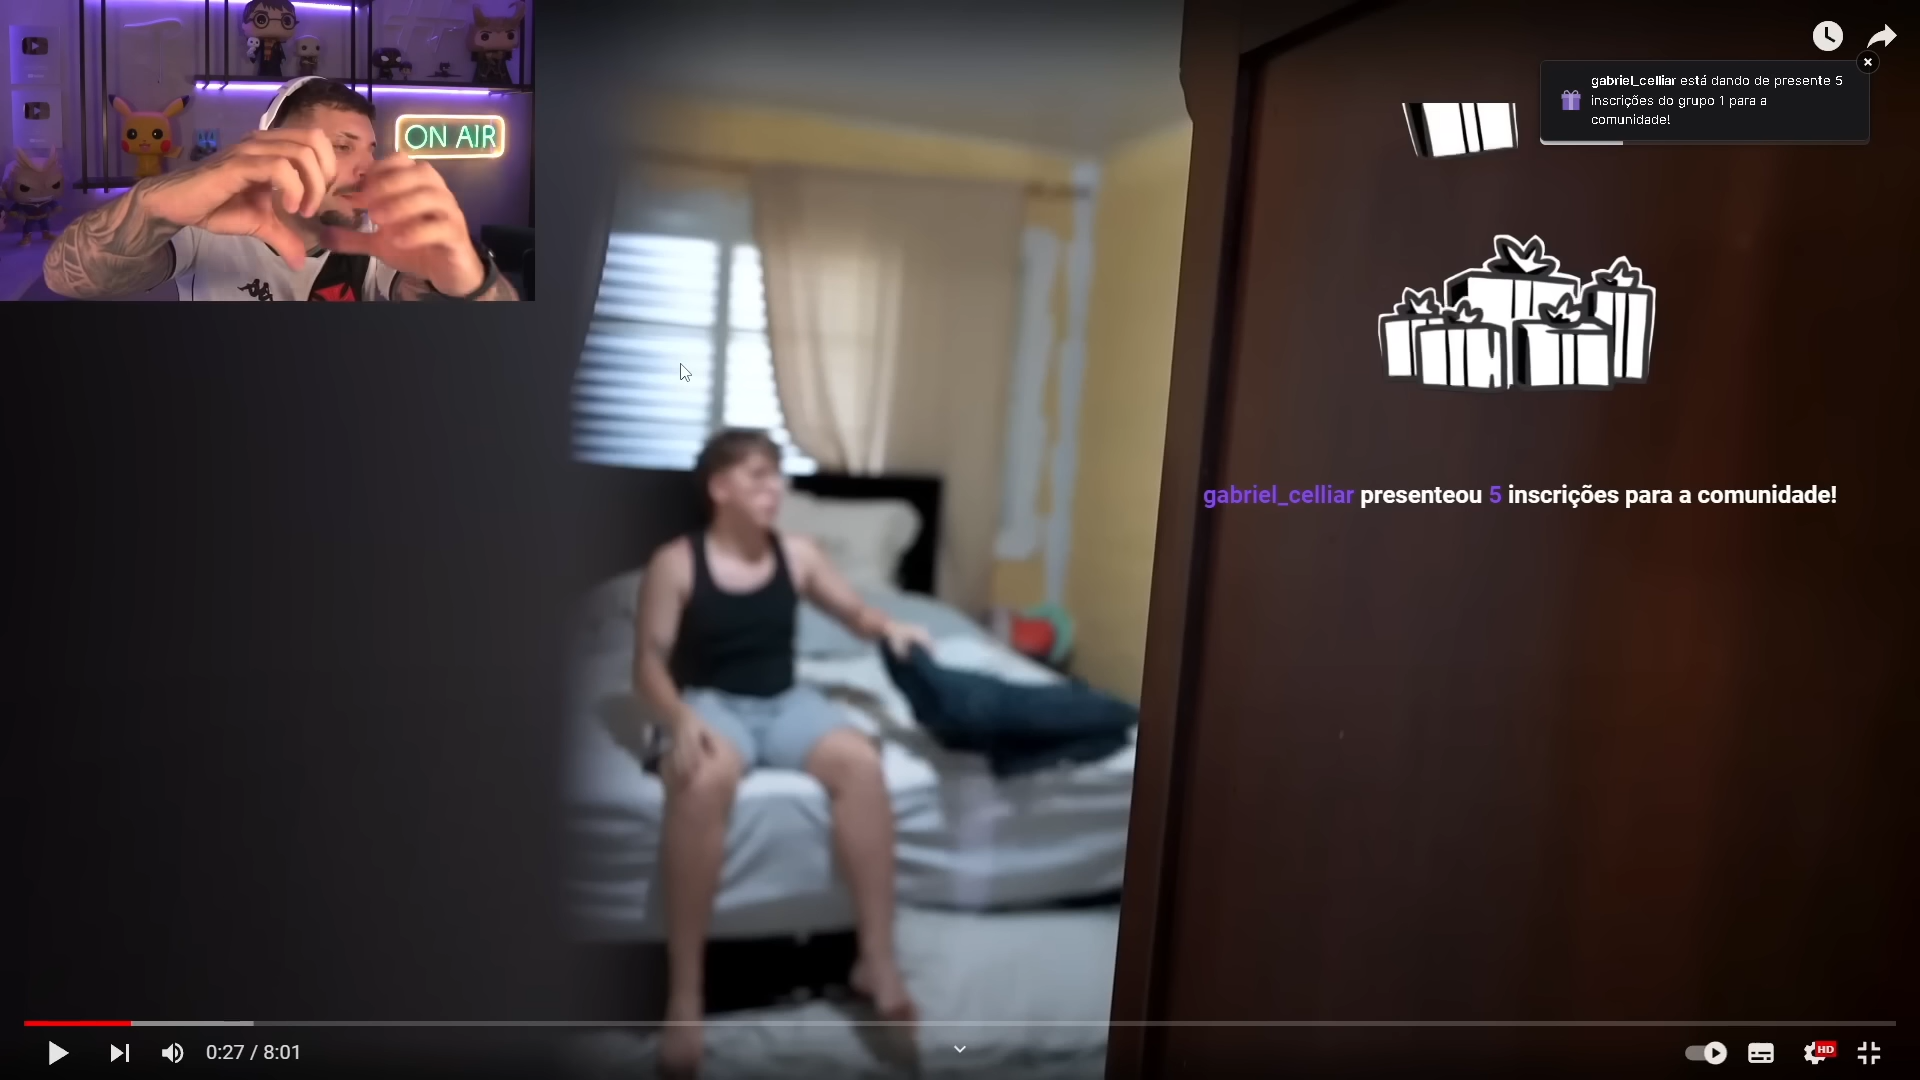 ON AIR
gabriel_celliar está dando de presente 5
inscrições do grupo 1 para a
comunidade!
gabriel_celliar presenteou 5 inscrições para a comunidade!
0:27 / 8:01
HD